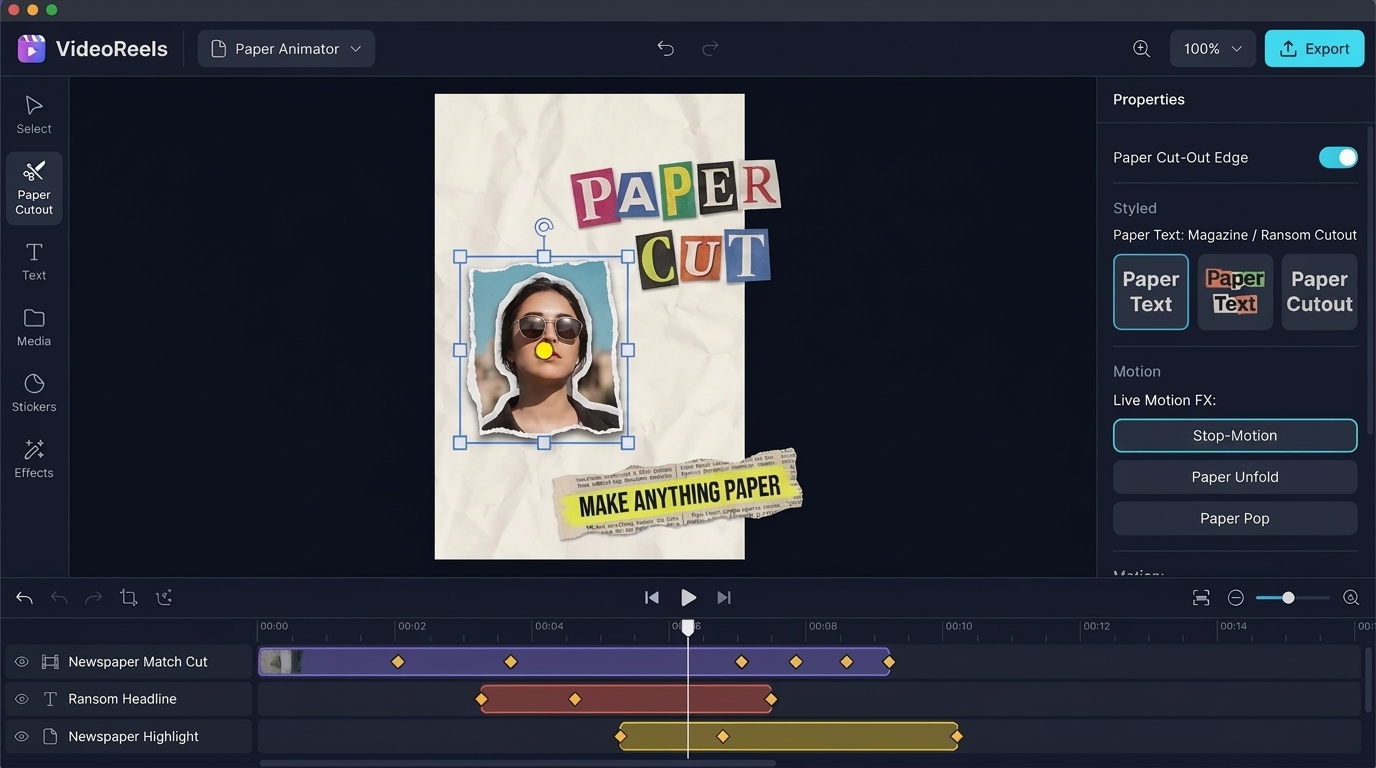 VideoReels
Paper Animator
100%
Export
Select
Paper
Cutout
Text
Media
Stickers
Effects
PAPER
CUT
MAKE ANYTHING PAPER
Properties
Paper Cut-Out Edge
Styled
Paper Text: Magazine / Ransom Cutout
Paper
Text
Paper
Text
Paper
Cutout
Motion
Live Motion FX:
Stop-Motion
Paper Unfold
Paper Pop
00:00 00:02 00:04 00:08 00:10 00:12 00:14
Newspaper Match Cut
Ransom Headline
Newspaper Highlight